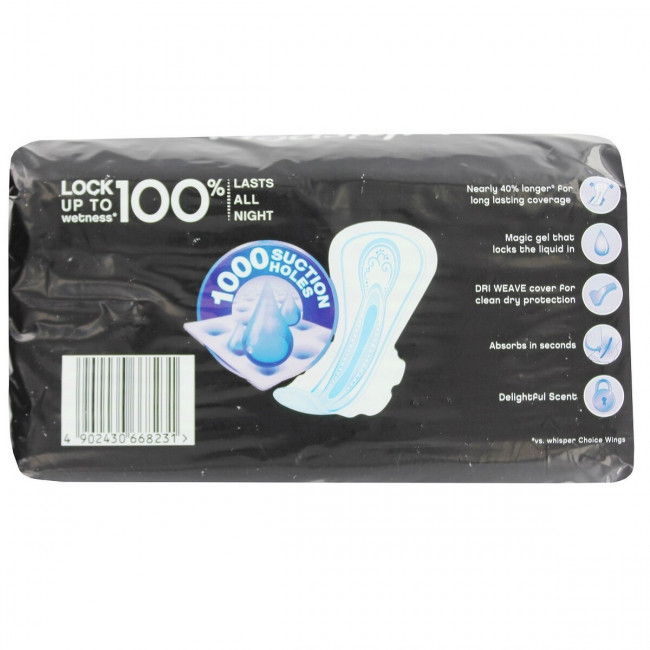 LOCK
UP TO
wetness*
100%
LASTS
ALL
NIGHT
1000 SUCTION
HOLES
Nearly 40% longer* for
long lasting coverage
Magic gel that
locks the liquid in
DRI WEAVE cover for
clean dry protection
Absorbs in seconds
Delightful Scent
*vs. whisper Choice Wings
4 902430 668231 >